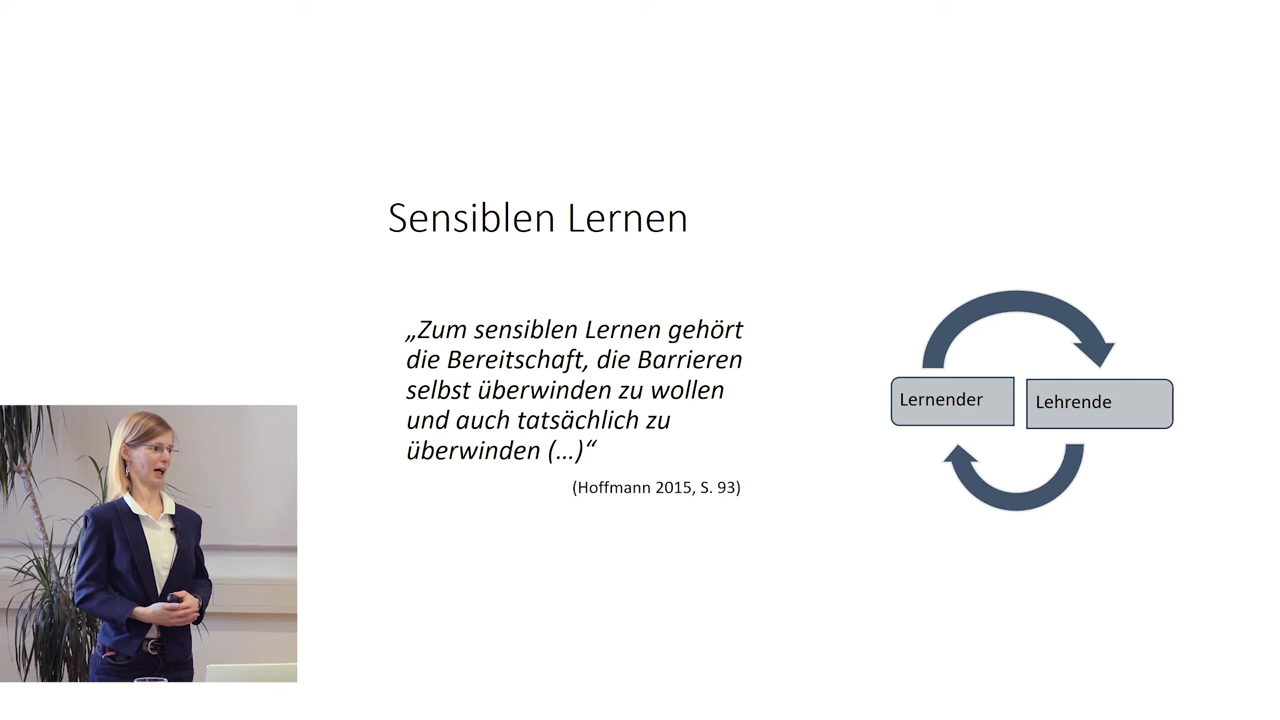 Sensiblen Lernen
„Zum sensiblen Lernen gehört
die Bereitschaft, die Barrieren
selbst überwinden zu wollen
und auch tatsächlich zu
überwinden (...)“
(Hoffmann 2015, S. 93)
Lernender
Lehrende